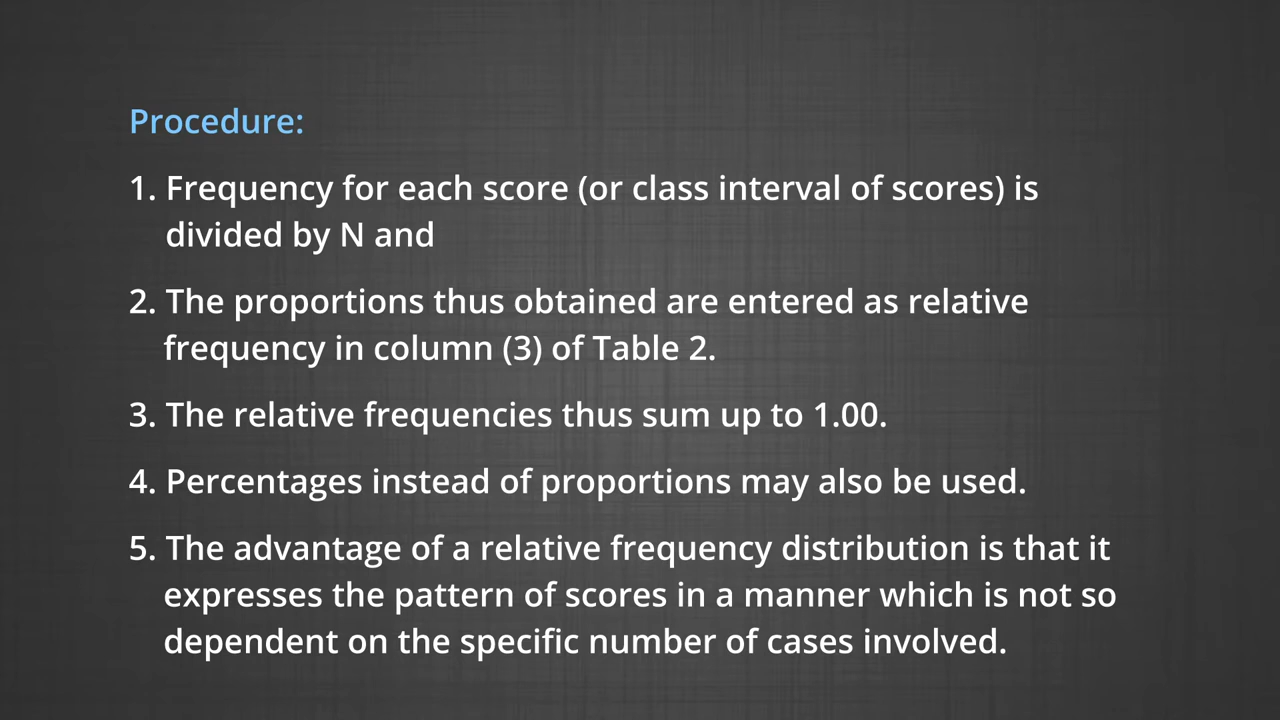 Procedure:
1. Frequency for each score (or class interval of scores) is
divided by N and
2. The proportions thus obtained are entered as relative
frequency in column (3) of Table 2.
3. The relative frequencies thus sum up to 1.00.
4. Percentages instead of proportions may also be used.
5. The advantage of a relative frequency distribution is that it
expresses the pattern of scores in a manner which is not so
dependent on the specific number of cases involved.